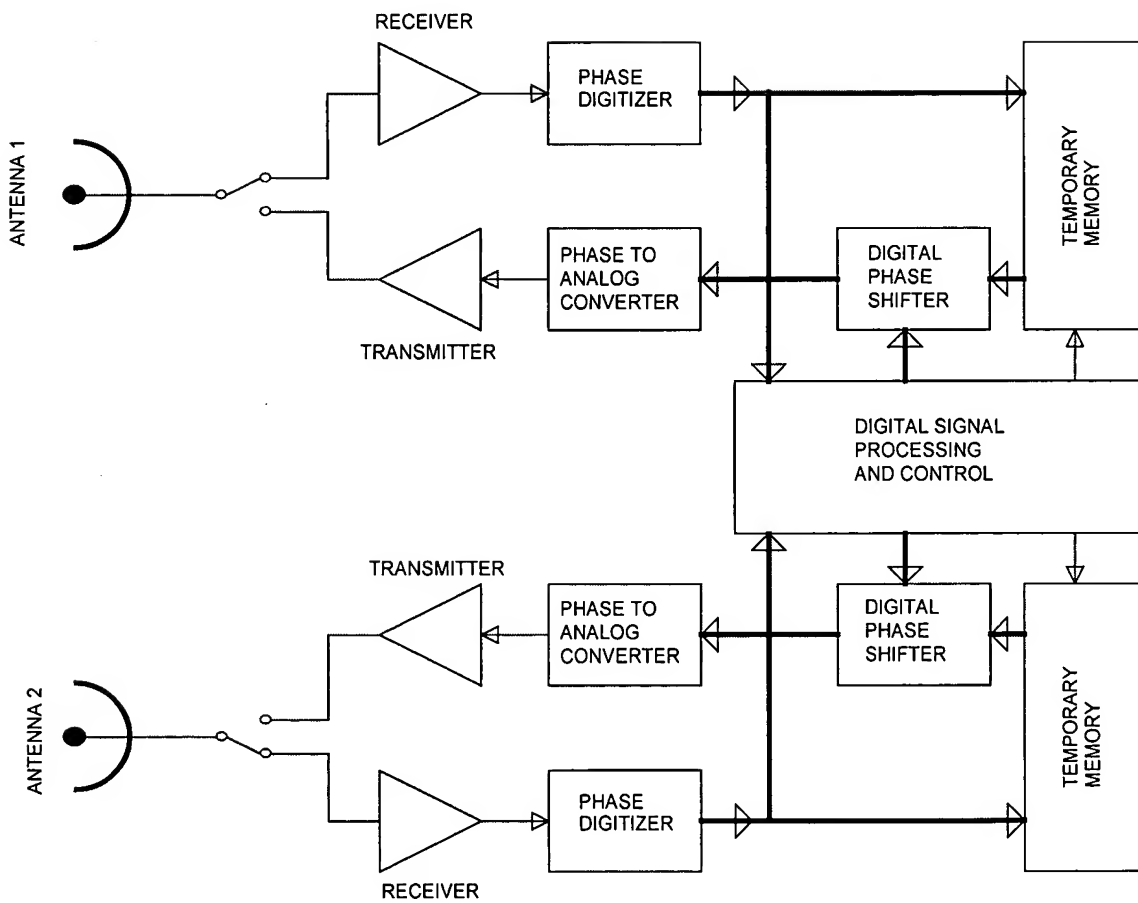 RECEIVER
PHASE
DIGITIZER
TEMPORARY
MEMORY
ANTENNA 1
PHASE TO
ANALOG
CONVERTER
DIGITAL
PHASE
SHIFTER
TRANSMITTER
DIGITAL SIGNAL
PROCESSING
AND CONTROL
TRANSMITTER
PHASE TO
ANALOG
CONVERTER
DIGITAL
PHASE
SHIFTER
TEMPORARY
MEMORY
ANTENNA 2
PHASE
DIGITIZER
RECEIVER